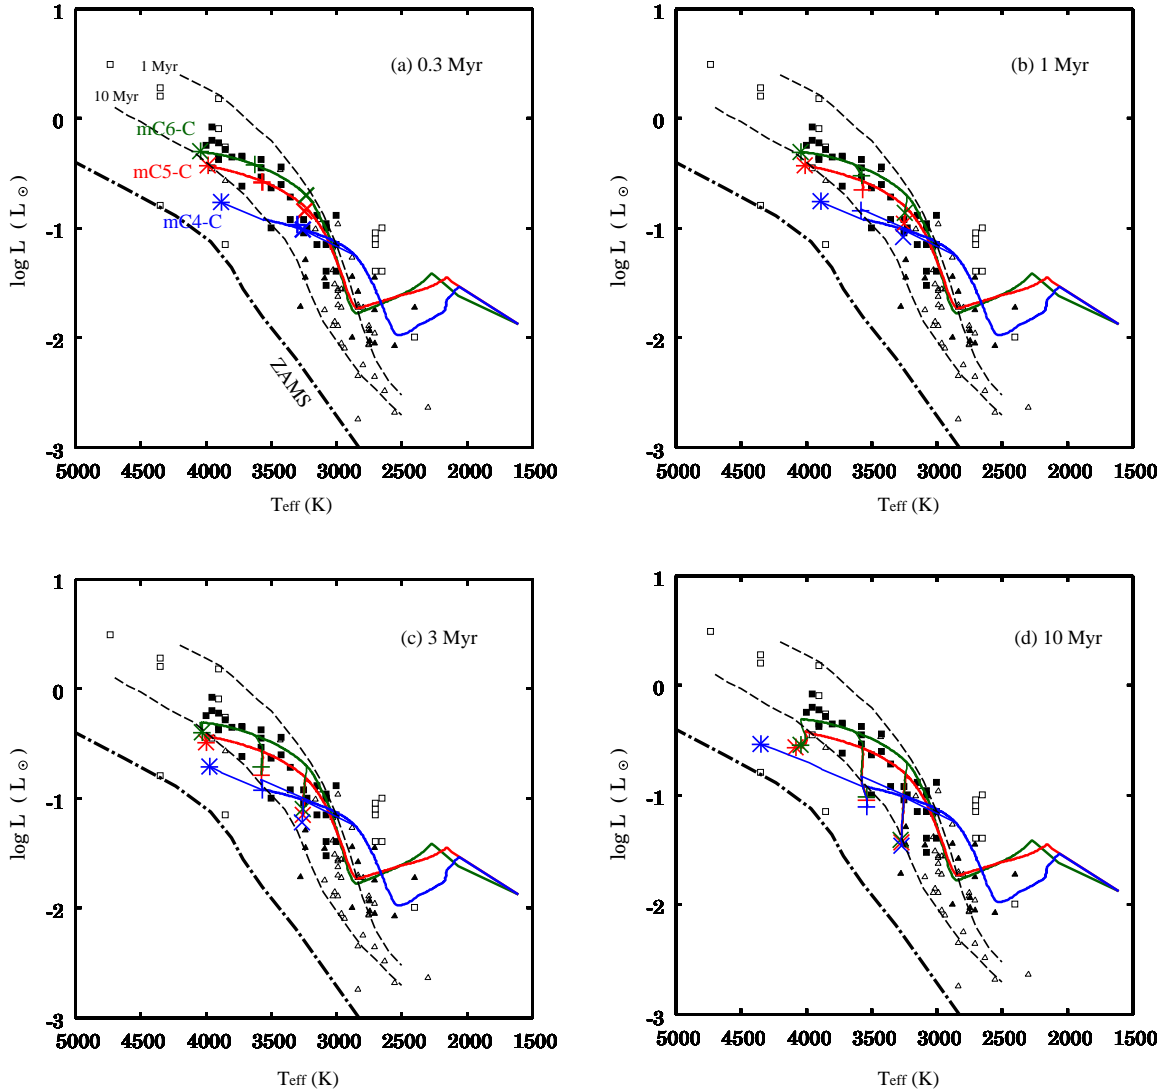 (a) 0.3 Myr
1 Myr
10 Myr
mC6-C
mC5-C
mC4-C
ZAMS
1
0
-1
-2
-3
5000 4500 4000 3500 3000 2500 2000 1500
log L ( L⊙ )
Teff (K)
(b) 1 Myr
1
0
-1
-2
-3
5000 4500 4000 3500 3000 2500 2000 1500
log L ( L⊙ )
Teff (K)
(c) 3 Myr
1
0
-1
-2
-3
5000 4500 4000 3500 3000 2500 2000 1500
log L ( L⊙ )
Teff (K)
(d) 10 Myr
1
0
-1
-2
-3
5000 4500 4000 3500 3000 2500 2000 1500
log L ( L⊙ )
Teff (K)